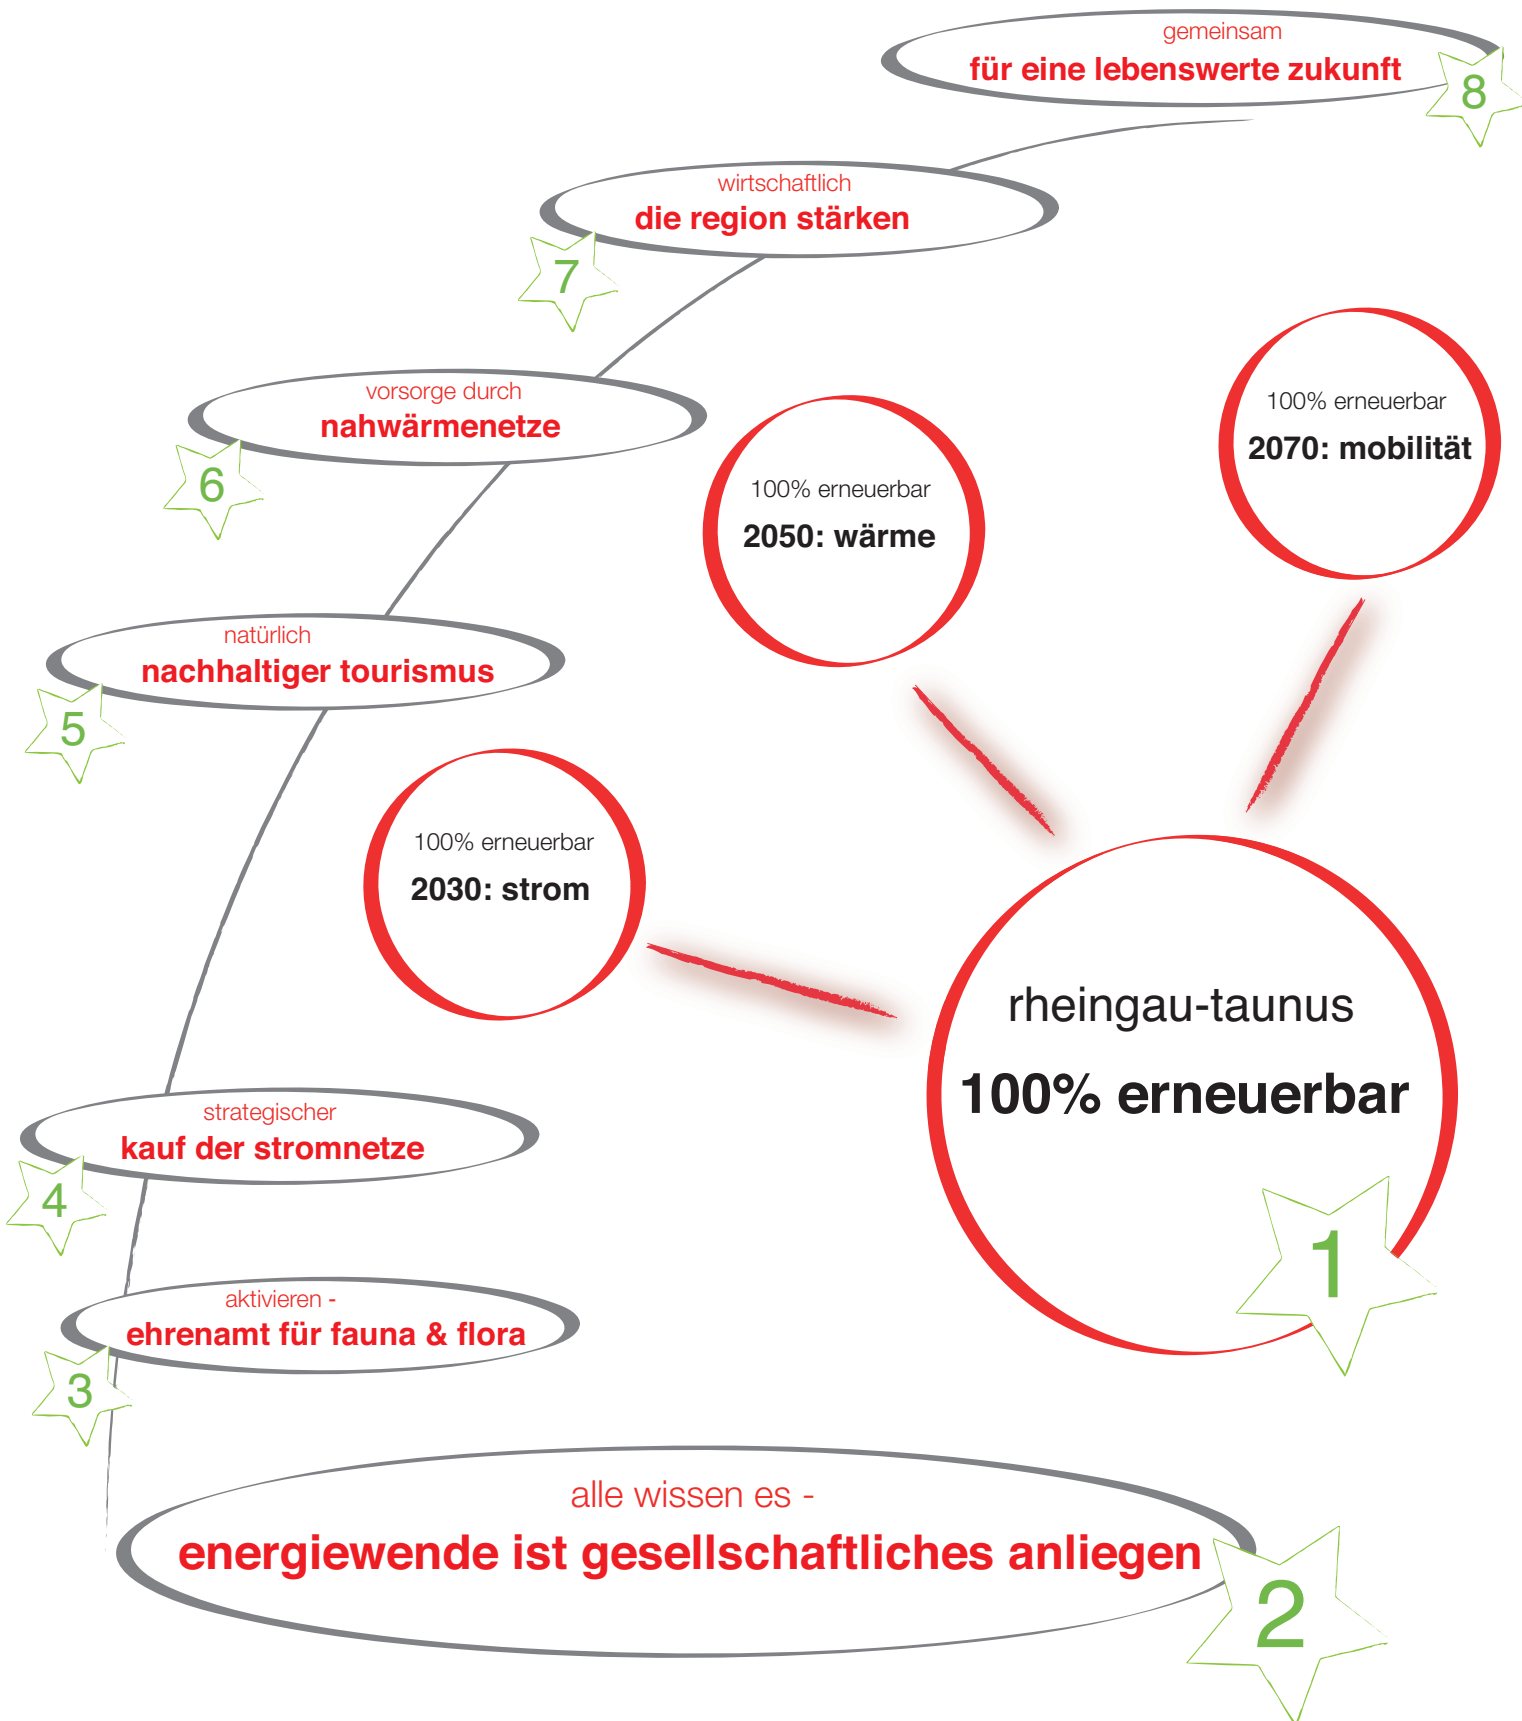 gemeinsam
für eine lebenswerte zukunft
8
wirtschaftlich
die region stärken
7
vorsorge durch
nahwärmenetze
6
100% erneuerbar
2070: mobilität
100% erneuerbar
2050: wärme
natürlich
nachhaltiger tourismus
5
100% erneuerbar
2030: strom
rheingau-taunus
100% erneuerbar
1
strategischer
kauf der stromnetze
4
aktivieren -
ehrenamt für fauna & flora
3
alle wissen es -
energiewende ist gesellschaftliches anliegen
2